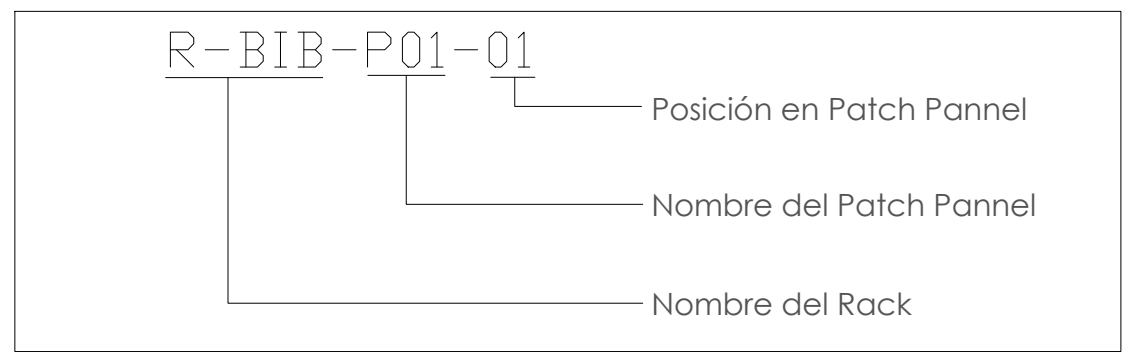 R-BIB-P01-01
Posición en Patch Pannel
Nombre del Patch Pannel
Nombre del Rack